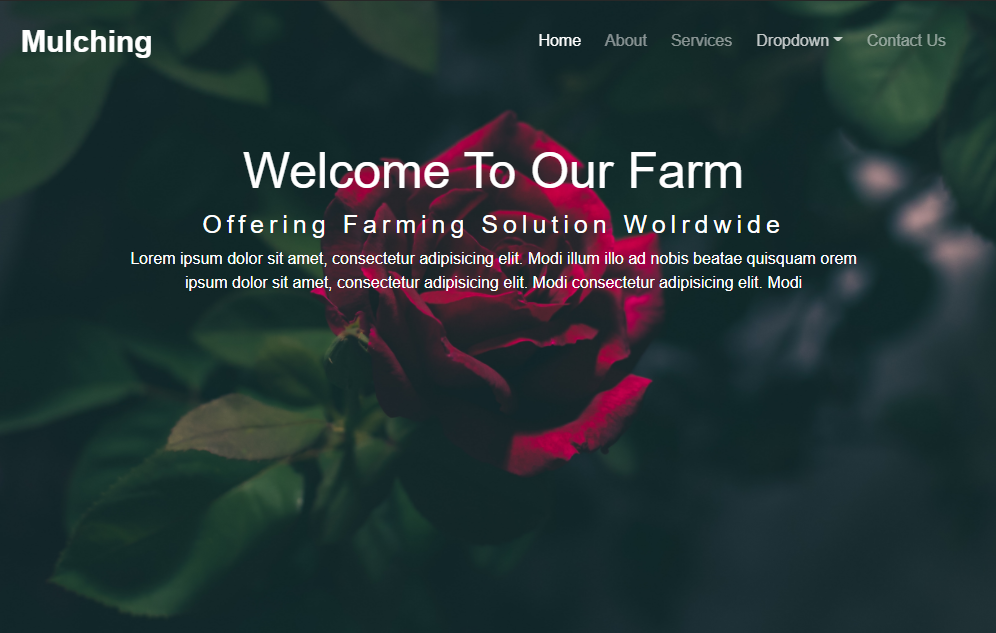 Mulching
Home About Services Dropdown Contact Us
Welcome To Our Farm
Offering Farming Solution Wolrdwide
Lorem ipsum dolor sit amet, consectetur adipisicing elit. Modi illum illo ad nobis beatae quisquam orem
ipsum dolor sit amet, consectetur adipisicing elit. Modi consectetur adipisicing elit. Modi